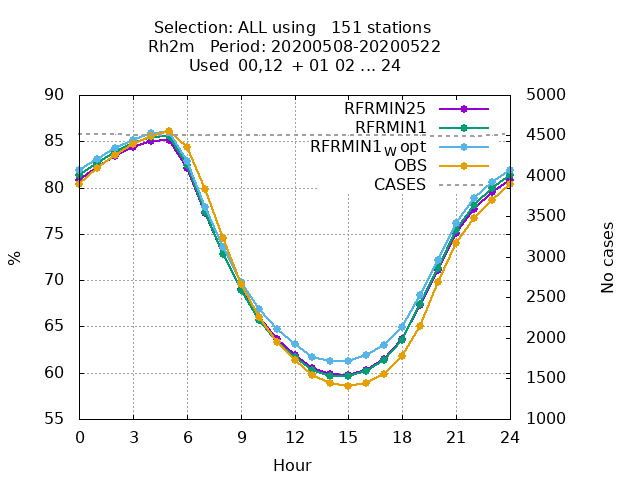 Selection: ALL using 151 stations
Rh2m Period: 20200508-20200522
Used 00,12 + 01 02 ... 24
90
85
80
75
70
65
60
55
%
5000
4500
4000
3500
3000
2500
2000
1500
1000
No cases
RFRMIN25
RFRMIN1
RFRMIN1w opt
OBS
CASES
0 3 6 9 12 15 18 21 24
Hour